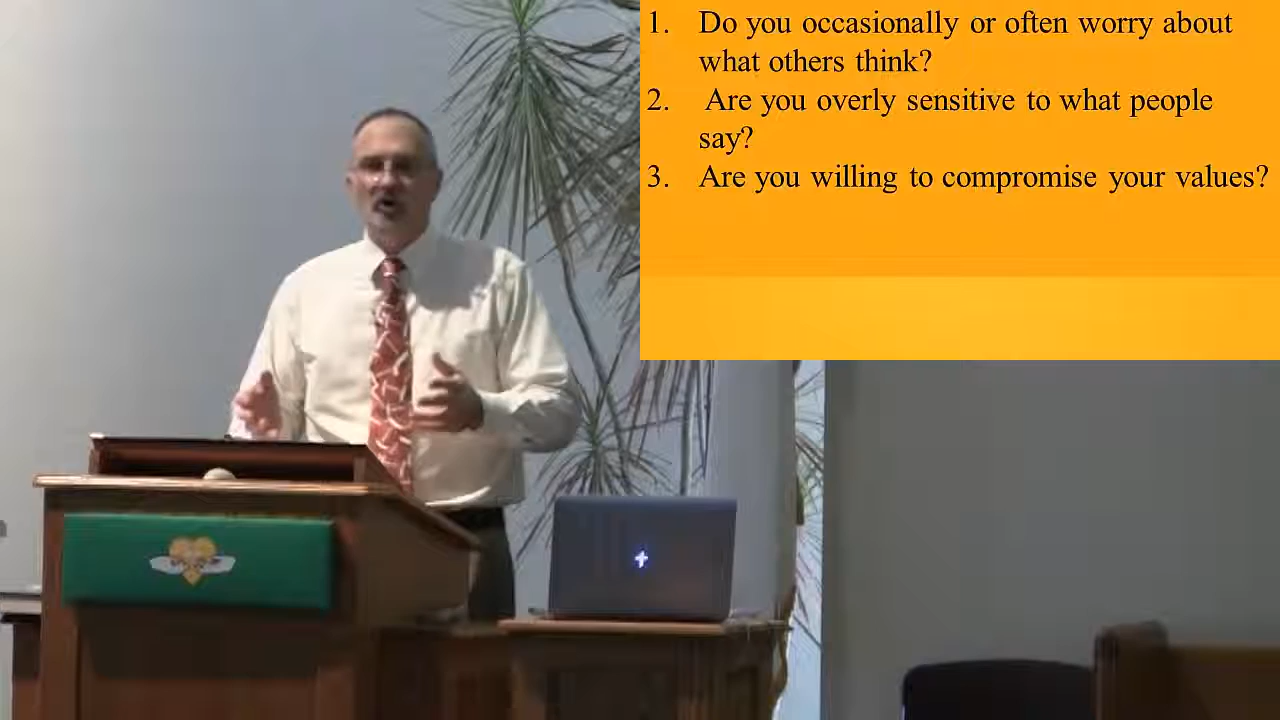 1. Do you occasionally or often worry about
what others think?
2. Are you overly sensitive to what people
say?
3. Are you willing to compromise your values?